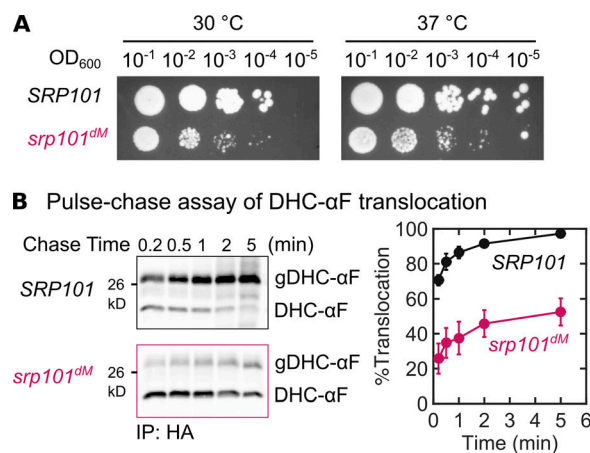 A
30 °C 37 °C
OD600 10-1 10-2 10-3 10-4 10-5 10-1 10-2 10-3 10-4 10-5
SRP101
srp101dM
B Pulse-chase assay of DHC-αF translocation
Chase Time 0.2 0.5 1 2 5 (min)
SRP101
26
kD
gDHC-αF
DHC-αF
srp101dM
26
kD
gDHC-αF
DHC-αF
IP: HA
%Translocation
100
80
60
40
20
0
SRP101
srp101dM
0 1 2 3 4 5 6
Time (min)